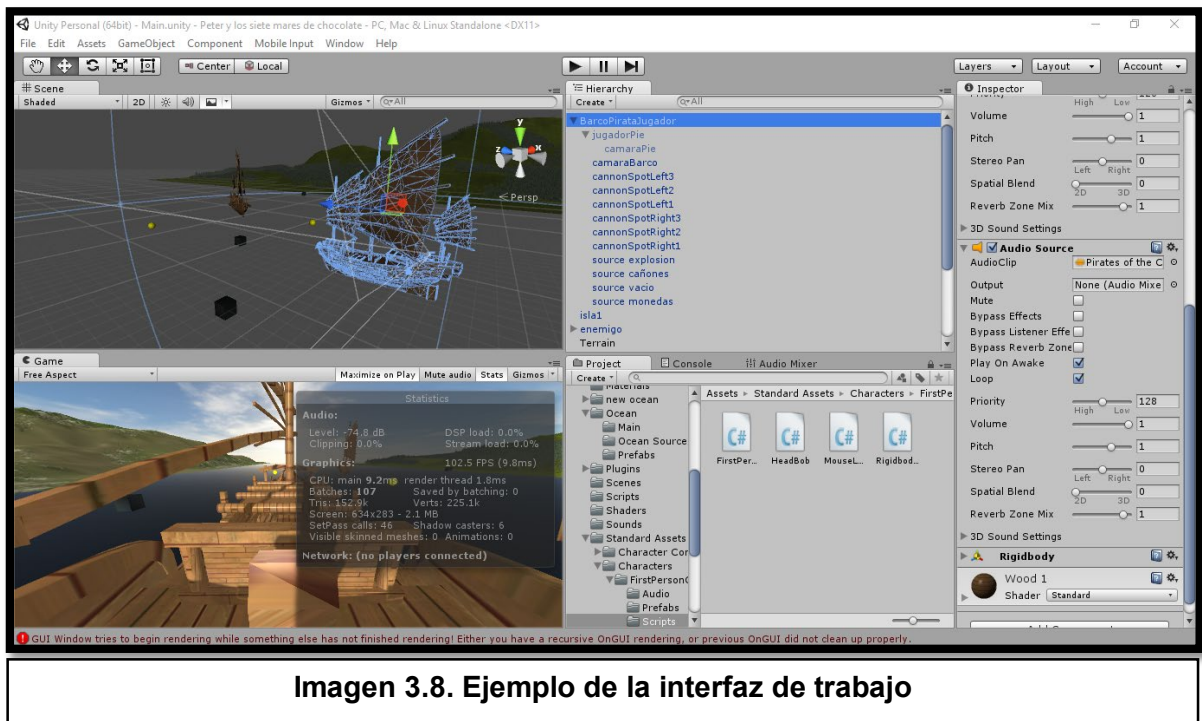 Unity Personal (64bit) - Main.unity - Peter y los siete mares de chocolate - PC, Mac & Linux Standalone <DX11>
File Edit Assets GameObject Component Mobile Input Window Help
Center Local
Layers Layout Account
Scene
Shaded 2D Gizmos All
y
z x
Persp
Hierarchy
Create All
BarcoPirataJugador
jugadorPie
camaraPie
camaraBarco
cannonSpotLeft3
cannonSpotLeft2
cannonSpotLeft1
cannonSpotRight3
cannonSpotRight2
cannonSpotRight1
source explosion
source cañones
source vacio
source monedas
isla1
enemigo
Terrain
Game
Free Aspect Maximize on Play Mute audio Stats Gizmos
Statistics
Audio:
Level: -74.8 dB DSP load: 0.0%
Clipping: 0.0% Stream load: 0.0%
Graphics: 102.5 FPS (9.8ms)
CPU: main 9.2ms render thread 1.8ms
Batches: 107 Saved by batching: 0
Tris: 152.9k Verts: 225.1k
Screen: 634x283 - 2.1 MB
SetPass calls: 46 Shadow casters: 6
Visible skinned meshes: 0 Animations: 0
Network: (no players connected)
Project Console Audio Mixer
Create
Materials
new ocean
Ocean
Main
Ocean Source
Prefabs
Plugins
Scenes
Scripts
Shaders
Sounds
Standard Assets
Character Cor
Characters
FirstPerson
Audio
Prefabs
Scripts
Assets Standard Assets Characters FirstPe
C# C# C# C#
FirstPer... HeadBob MouseL... Rigidbod...
Inspector
Priority 128
High Low
Volume 1
Pitch 1
Stereo Pan 0
Left Right
Spatial Blend 0
2D 3D
Reverb Zone Mix 1
3D Sound Settings
Audio Source
AudioClip Pirates of the C
Output None (Audio Mixe
Mute
Bypass Effects
Bypass Listener Effe
Bypass Reverb Zone
Play On Awake
Loop
Priority 128
High Low
Volume 1
Pitch 1
Stereo Pan 0
Left Right
Spatial Blend 0
2D 3D
Reverb Zone Mix 1
3D Sound Settings
Rigidbody
Wood 1
Shader Standard
GUI Window tries to begin rendering while something else has not finished rendering! Either you have a recursive OnGUI rendering, or previous OnGUI did not clean up properly.
Imagen 3.8. Ejemplo de la interfaz de trabajo